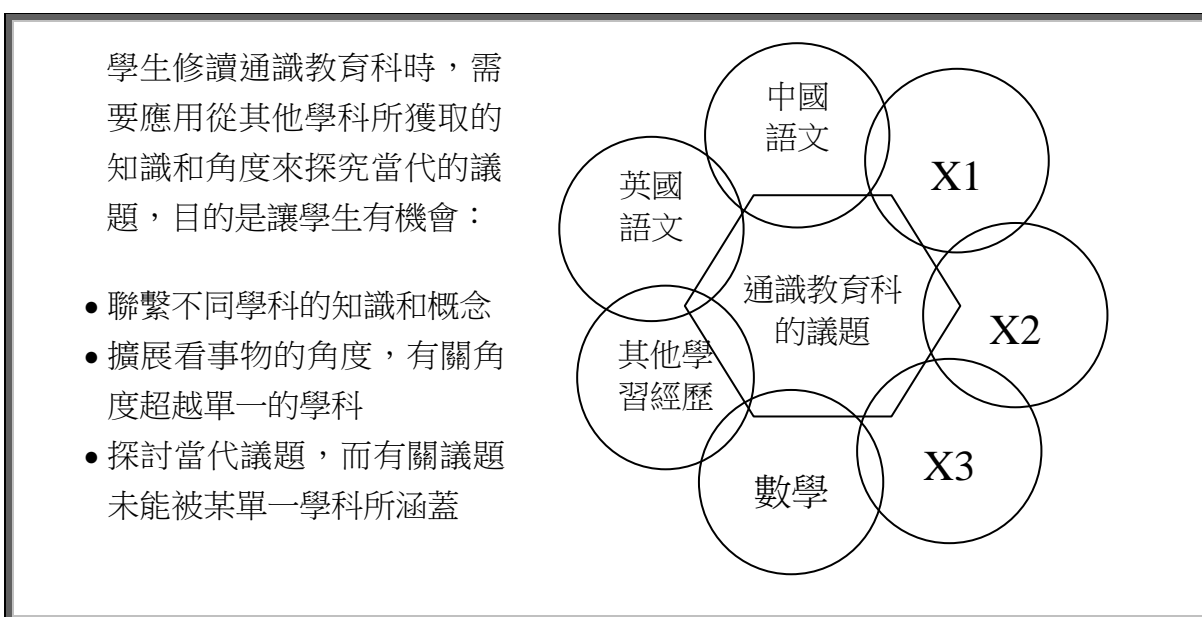 學生修讀通識教育科時，需
要應用從其他學科所獲取的
知識和角度來探究當代的議
題，目的是讓學生有機會：
• 聯繫不同學科的知識和概念
• 擴展看事物的角度，有關角
度超越單一的學科
• 探討當代議題，而有關議題
未能被某單一學科所涵蓋
中國
語文
X1
英國
語文
通識教育科
的議題
X2
其他學
習經歷
X3
數學